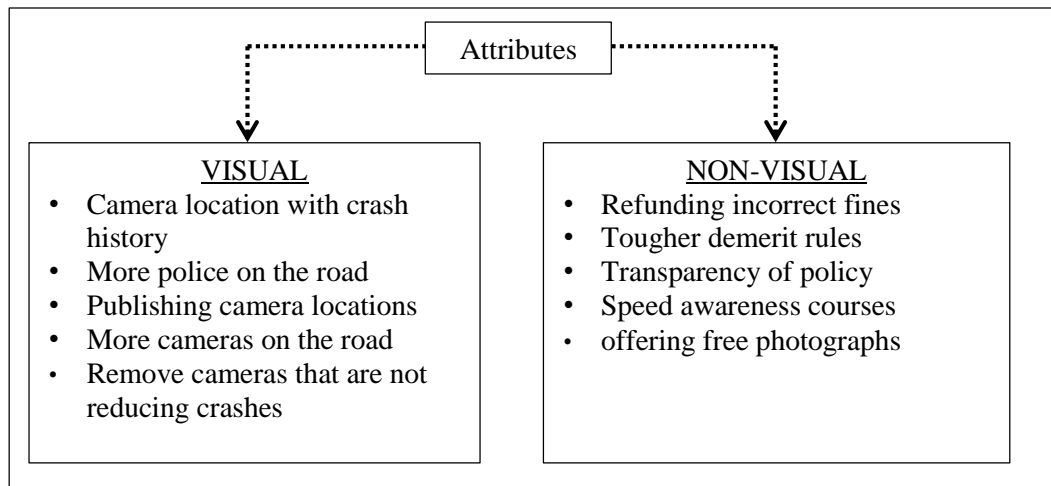 Attributes
VISUAL
• Camera location with crash
history
• More police on the road
• Publishing camera locations
• More cameras on the road
• Remove cameras that are not
reducing crashes
NON-VISUAL
• Refunding incorrect fines
• Tougher demerit rules
• Transparency of policy
• Speed awareness courses
• offering free photographs